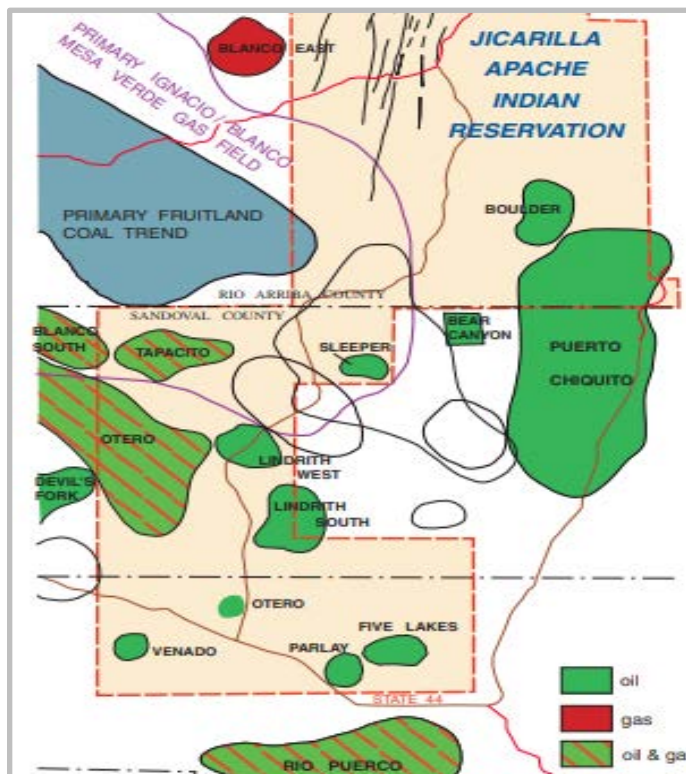 BLANCO EAST
PRIMARY IGNACIO/BLANCO
MESA VERDE GAS FIELD
JICARILLA
APACHE
INDIAN
RESERVATION
PRIMARY FRUITLAND
COAL TREND
BOULDER
RIO ARRIBA COUNTY
SANDOVAL COUNTY
BLANCO
SOUTH
TAPACITO
SLEEPER
BEAR
CANYON
PUERTO
CHIQUITO
OTERO
LINDRITH
WEST
DEVIL'S
FORK
LINDRITH
SOUTH
OTERO
VENADO
PARLAY
FIVE LAKES
STATE 44
oil
gas
oil & ga
RIO PUERCO